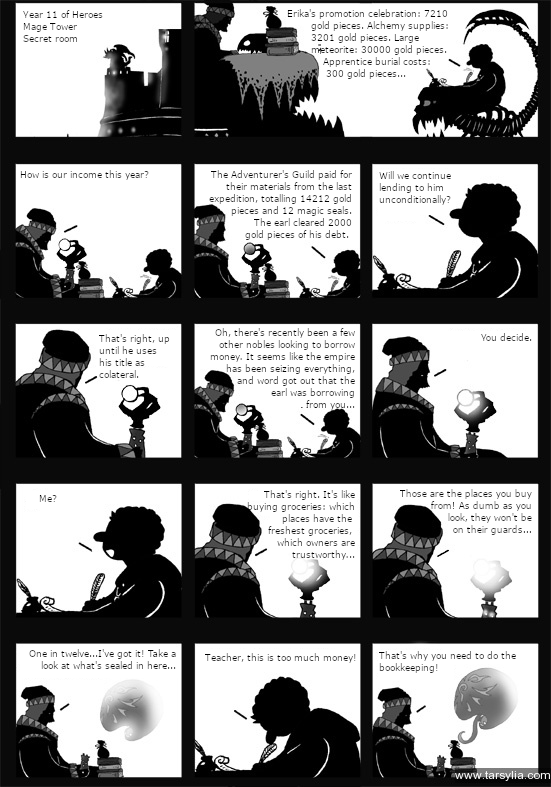 Year 11 of Heroes
Mage Tower
Secret room
Erika's promotion celebration: 7210
gold pieces. Alchemy supplies:
3201 gold pieces. Large
meteorite: 30000 gold pieces.
Apprentice burial costs:
300 gold pieces...
How is our income this year?
The Adventurer's Guild paid for
their materials from the last
expedition, totalling 14212 gold
pieces and 12 magic seals.
The earl cleared 2000
gold pieces of his debt.
Will we continue
lending to him
unconditionally?
That's right, up
until he uses
his title as
colateral.
Oh, there's recently been a few
other nobles looking to borrow
money. It seems like the empire
has been seizing everything,
and word got out that the
earl was borrowing
from you...
You decide.
Me?
That's right. It's like
buying groceries: which
places have the
freshest groceries,
which owners are
trustworthy...
Those are the places you buy
from! As dumb as you
look, they won't be
on their guards...
One in twelve...I've got it! Take a
look at what's sealed in here...
Teacher, this is too much money!
That's why you need to do the
bookkeeping!
www.tarsylia.com